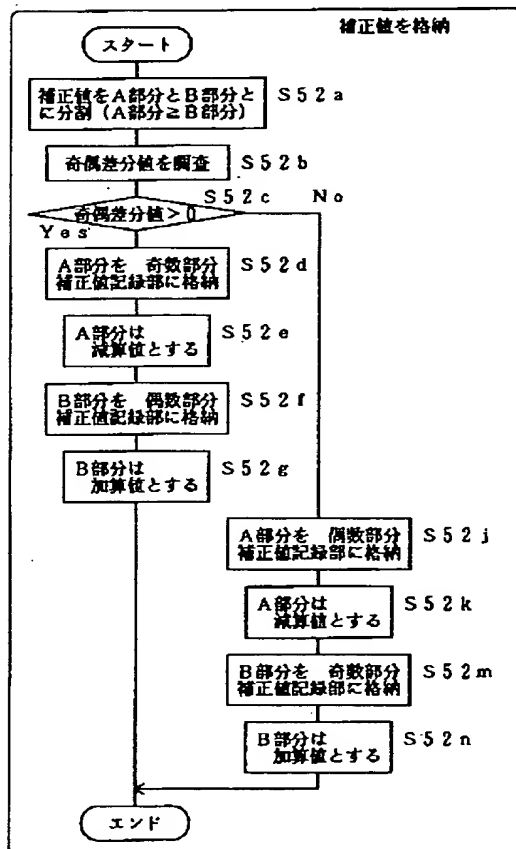 補正値を格納
スタート
補正値をA部分とB部分と
に分割（A部分≧B部分）
S52a
奇偶差分値を調査
S52b
S52c
No
奇偶差分値＞0
Yes
A部分を 奇数部分
補正値記録部に格納
S52d
A部分は
減算値とする
S52e
B部分を 偶数部分
補正値記録部に格納
S52f
B部分は
加算値とする
S52g
A部分を 偶数部分
補正値記録部に格納
S52j
A部分は
減算値とする
S52k
B部分を 奇数部分
補正値記録部に格納
S52m
B部分は
加算値とする
S52n
エンド